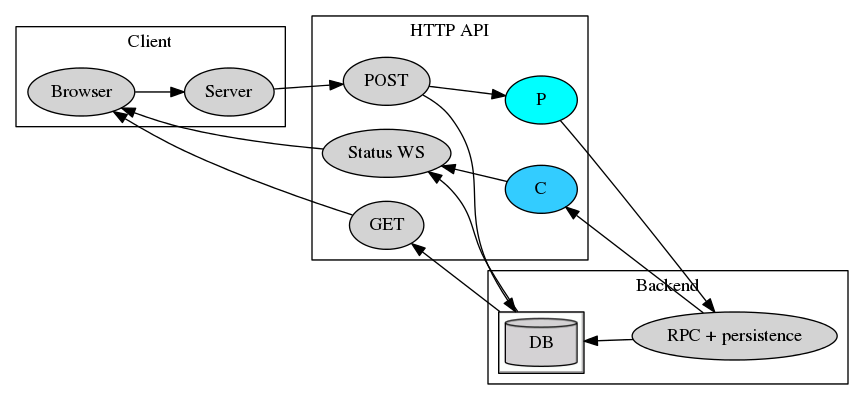 Client
HTTP API
Browser
Server
POST
P
Status WS
C
GET
Backend
DB
RPC + persistence